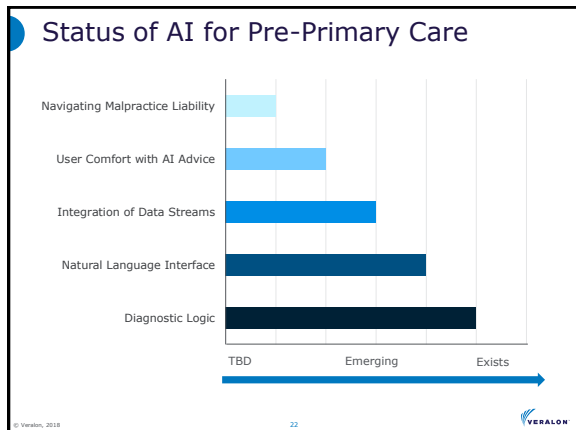 Status of AI for Pre-Primary Care
Navigating Malpractice Liability
User Comfort with AI Advice
Integration of Data Streams
Natural Language Interface
Diagnostic Logic
TBD Emerging Exists
© Veralon, 2018 22 VERALON